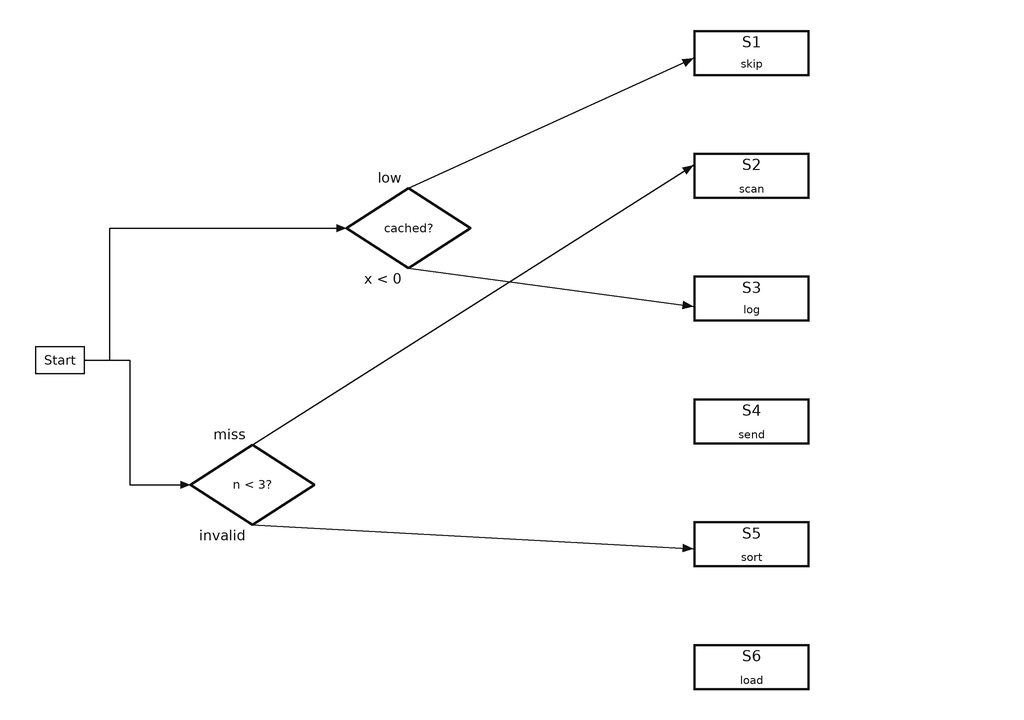 S1
skip
low
S2
scan
cached?
x < 0
S3
log
Start
S4
send
miss
n < 3?
invalid
S5
sort
S6
load